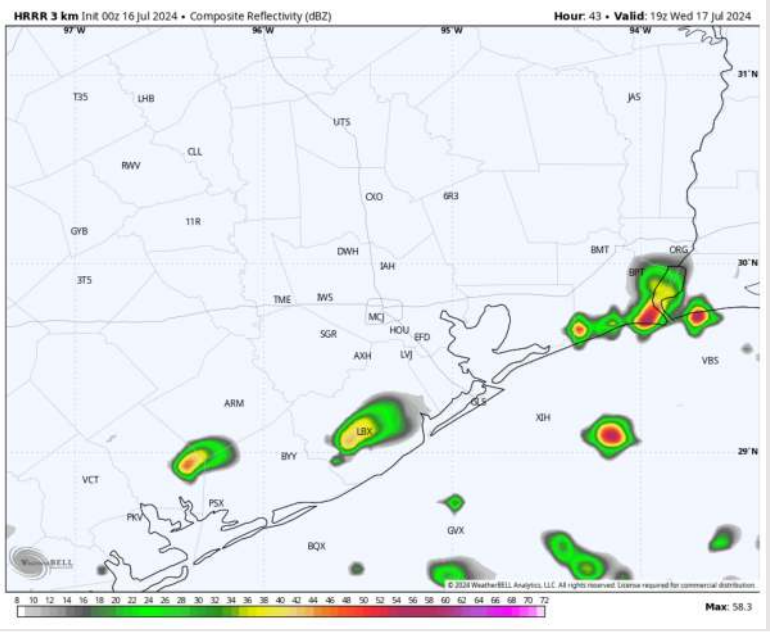 HRRR 3 km Init 00z 16 Jul 2024 • Composite Reflectivity (dBZ) Hour: 43 • Valid: 19z Wed 17 Jul 2024
97°W 96°W 95°W 94°W
31°N
T35 LHB JAS
UTS
CLL
RWV
OXO 6R3
11R
GYB
DWH BMT ORG
30°N
IAH
3T5 BPT
TME IWS
MCJ
SGR HOU EFD
AXH LVJ
VBS
ARM GLS
XIH
LBX
29°N
BYY
VCT
PSX
PKV
GVX
BQX
WeatherBELL
© 2024 WeatherBELL Analytics, LLC. All rights reserved. License required for commercial distribution.
8 10 12 14 16 18 20 22 24 26 28 30 32 34 36 38 40 42 44 46 48 50 52 54 56 58 60 62 64 66 68 70 72
Max: 58.3